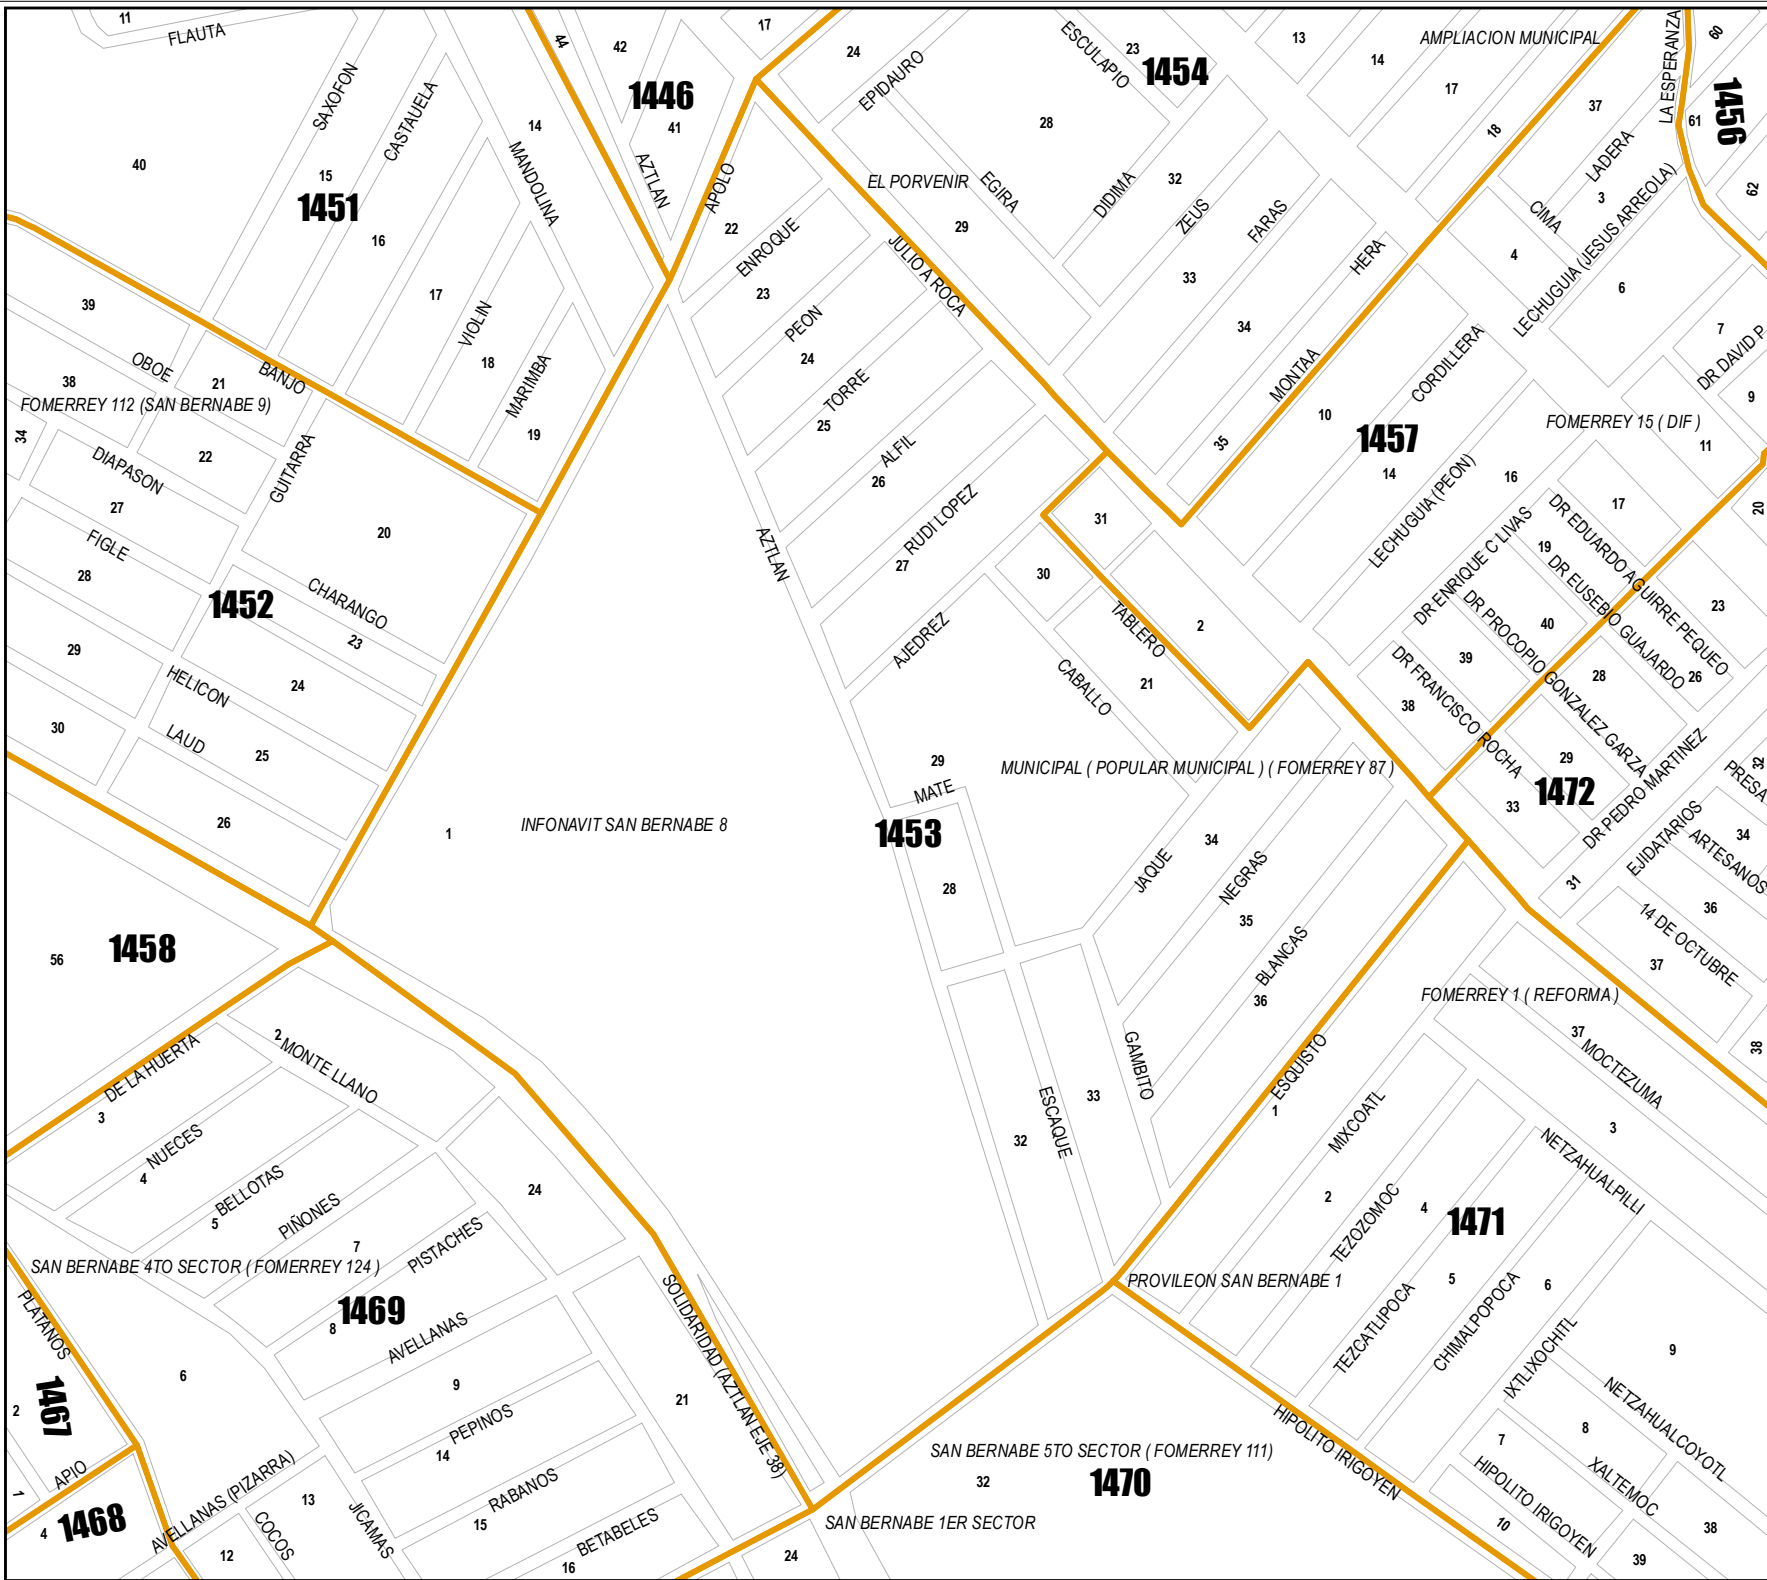 11
FLAUTA
44
42
17
24
EPIDAURO
ESCULAPIO
23
1454
13
14
AMPLIACION MUNICIPAL
LA ESPERANZA
60
SAXOFON
CASTAUELA
1446
41
17
37
61
1456
14
MANDOLINA
28
18
LADERA
40
15
1451
16
AZTLAN
APOLO
22
EL PORVENIR
EGIRA
DIDIMA
32
ZEUS
FARAS
3
CIMA
62
LECHUGUIA (JESUS ARREOLA)
ENROQUE
29
JULIO A ROCA
HERA
4
17
23
33
6
39
VIOLIN
PEON
34
7
DR DAVID P
OBOE
21
BANJO
18
MARIMBA
24
TORRE
MONTAA
CORDILLERA
38
FOMERREY 112 (SAN BERNABE 9)
10
9
34
22
GUITARRA
19
25
ALFIL
35
1457
FOMERREY 15 ( DIF )
11
DIAPASON
26
14
LECHUGUIA (PEON)
16
27
FIGLE
20
AZTLAN
RUDI LOPEZ
31
17
20
DR ENRIQUE C LIVAS
19
DR EDUARDO AGUIRRE PEQUEO
28
1452
CHARANGO
27
30
DR EUSEBIO GUAJARDO
23
23
AJEDREZ
TABLERO
2
DR PROCOPIO GONZALEZ GARZA
40
29
39
HELICON
24
CABALLO
21
DR FRANCISCO ROCHA
28
26
30
LAUD
25
38
29
MUNICIPAL ( POPULAR MUNICIPAL ) ( FOMERREY 87 )
29
DR PEDRO MARTINEZ
32
PRESA
MATE
1472
26
1
INFONAVIT SAN BERNABE 8
1453
34
33
EJIDATARIOS
34
ARTESANOS
28
JAQUE
NEGRAS
31
36
35
14 DE OCTUBRE
56
1458
BLANCAS
37
36
FOMERREY 1 ( REFORMA )
2
MONTE LLANO
37
MOCTEZUMA
38
DE LA HUERTA
GAMBITO
ESQUISTO
3
33
1
MIXCOATL
3
NUECES
32
ESCAQUE
NETZAHUALPILLI
4
BELLOTAS
24
2
TEZOZOMOC
4
1471
5
PIÑONES
7
PISTACHES
SAN BERNABE 4TO SECTOR ( FOMERREY 124 )
PROVILEON SAN BERNABE 1
5
6
PLATANOS
1469
8
AVELLANAS
SOLIDARIDAD (AZTLAN EJE 38)
TEZCATLIPOCA
CHIMALPOPOCA
IXTLIXOCHITL
9
6
9
1467
2
21
NETZAHUALCOYOTL
PEPINOS
HIPOLITO IRIGOYEN
8
14
SAN BERNABE 5TO SECTOR ( FOMERREY 111)
7
APIO
32
1470
XALTEMOC
1
AVELLANAS (PIZARRA)
13
RABANOS
HIPOLITO IRIGOYEN
4
1468
COCOS
JICAMAS
15
SAN BERNABE 1ER SECTOR
10
38
12
BETABELES
16
24
39